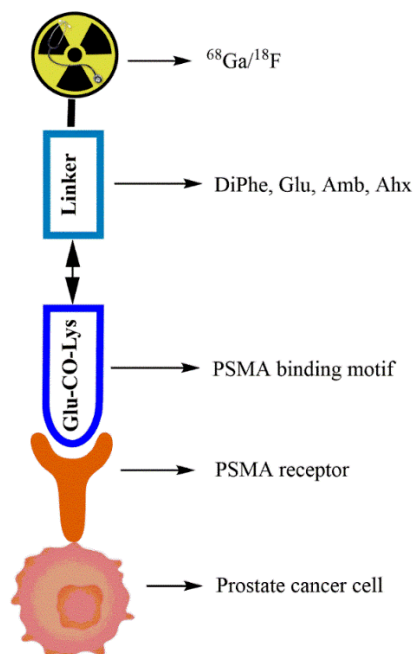 ⁶⁸Ga/¹⁸F
Linker
DiPhe, Glu, Amb, Ahx
Glu-CO-Lys
PSMA binding motif
PSMA receptor
Prostate cancer cell